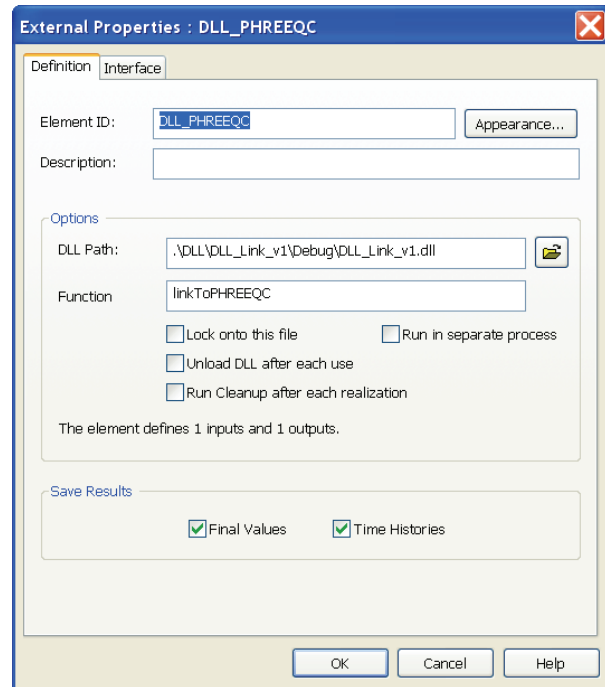 External Properties : DLL_PHREEQC
Definition Interface
Element ID: DLL_PHREEQC Appearance...
Description:
Options
DLL Path: .\DLL\DLL_Link_v1\Debug\DLL_Link_v1.dll
Function linkToPHREEQC
Lock onto this file Run in separate process
Unload DLL after each use
Run Cleanup after each realization
The element defines 1 inputs and 1 outputs.
Save Results
Final Values Time Histories
OK Cancel Help